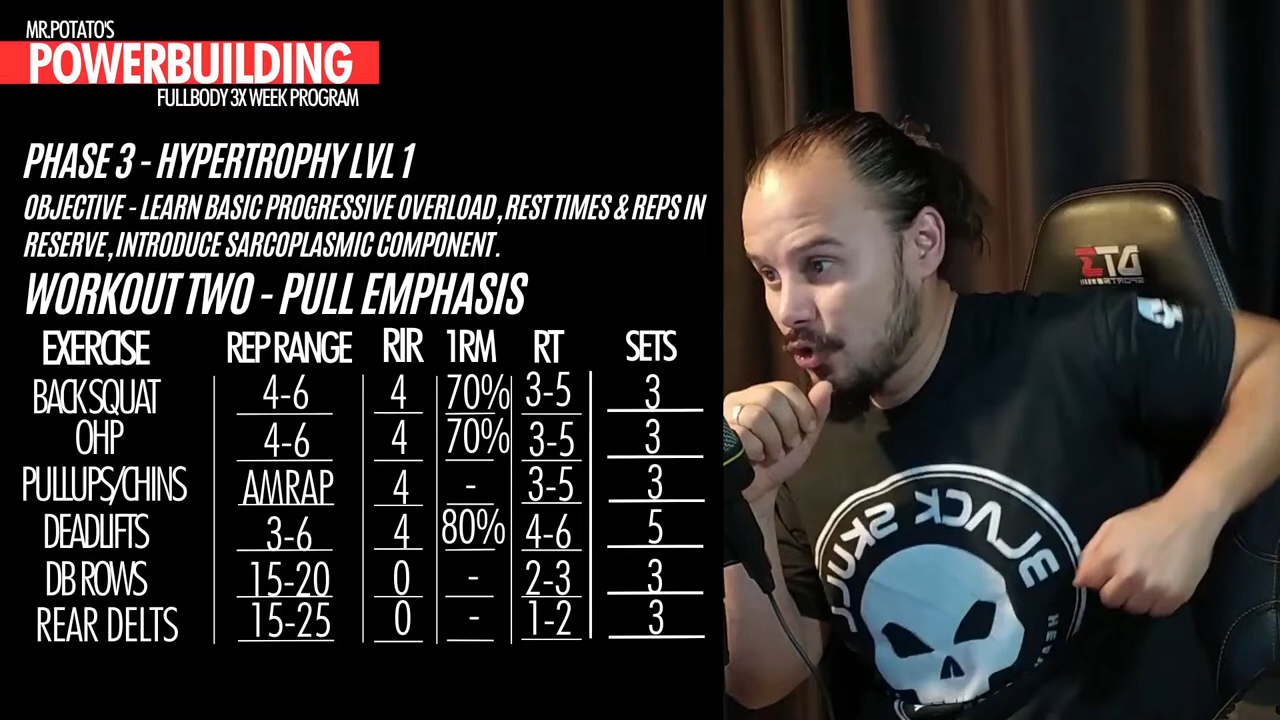 MR.POTATO'S
POWERBUILDING
FULLBODY 3X WEEK PROGRAM
PHASE 3 - HYPERTROPHY LVL 1
OBJECTIVE - LEARN BASIC PROGRESSIVE OVERLOAD , REST TIMES & REPS IN
RESERVE , INTRODUCE SARCOPLASMIC COMPONENT .
WORKOUT TWO - PULL EMPHASIS
EXERCISE REP RANGE RIR 1RM RT SETS
BACK SQUAT 4-6 4 70% 3-5 3
OHP 4-6 4 70% 3-5 3
PULLUPS/CHINS AMRAP 4 - 3-5 3
DEADLIFTS 3-6 4 80% 4-6 5
DB ROWS 15-20 0 - 2-3 3
REAR DELTS 15-25 0 - 1-2 3
BLACK SKULL